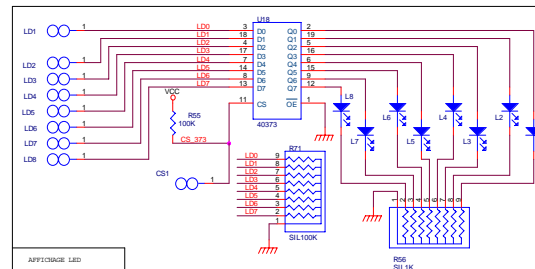 U18
LD1 1 LD0 3 D0 Q0 2
LD1 18 D1 Q1 19
LD2 4 D2 Q2 5
LD2 1 LD3 17 D3 Q3 16
LD3 1 LD4 7 D4 Q4 6
LD4 1 LD5 14 D5 Q5 15
LD5 1 LD6 8 D6 Q6 9
LD6 1 LD7 13 D7 Q7 12
LD7 1
LD8 1
VCC
R55
100K
CS_373
11 CS OE 1
40373
L8 L6 L4 L2
L7 L5 L3
CS1 1
R71
LD0 9
LD1 8
LD2 7
LD3 6
LD4 5
LD5 4
LD6 3
LD7 2
1
SIL100K
1 2 3 4 5 6 7 8 9
R56
SIL1K
AFFICHAGE LED